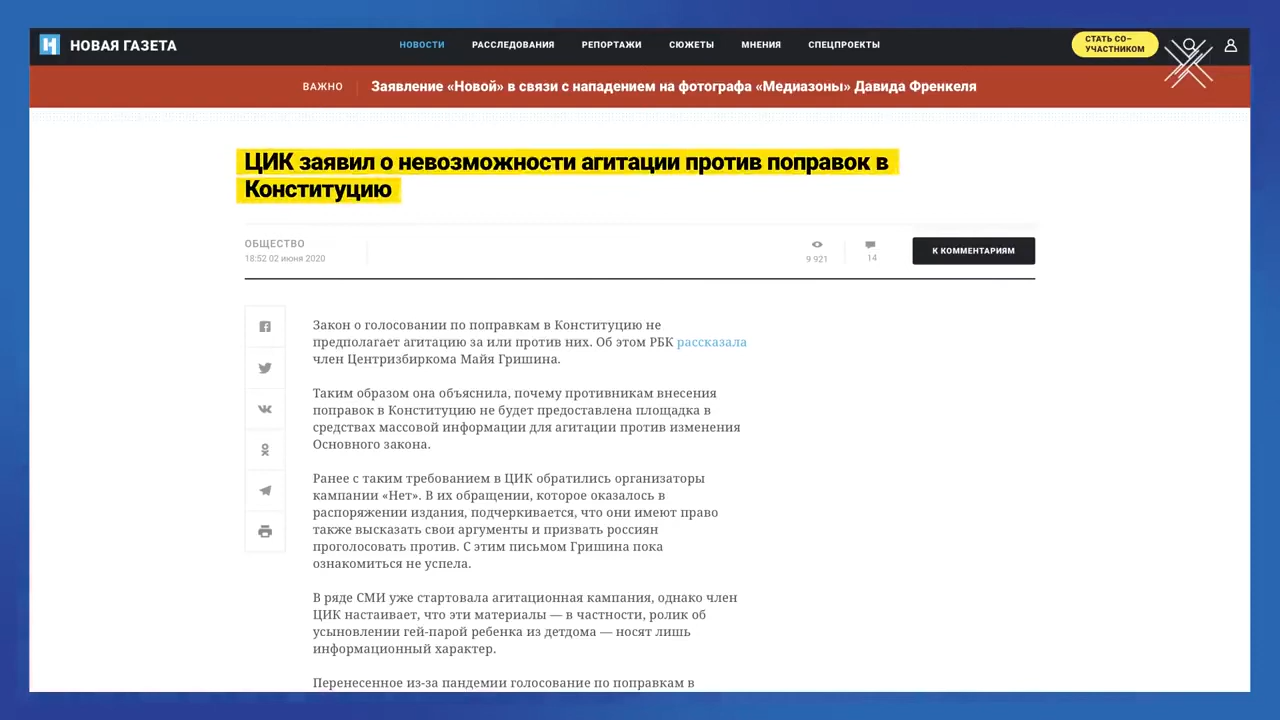 НОВАЯ ГАЗЕТА
НОВОСТИ РАССЛЕДОВАНИЯ РЕПОРТАЖИ СЮЖЕТЫ МНЕНИЯ СПЕЦПРОЕКТЫ
СТАТЬ СО–
УЧАСТНИКОМ
ВАЖНО Заявление «Новой» в связи с нападением на фотографа «Медиазоны» Давида Френкеля
ЦИК заявил о невозможности агитации против поправок в
Конституцию
ОБЩЕСТВО
18:52 02 июня 2020
9 921
14
К КОММЕНТАРИЯМ
Закон о голосовании по поправкам в Конституцию не
предполагает агитацию за или против них. Об этом РБК рассказала
член Центризбиркома Майя Гришина.
Таким образом она объяснила, почему противникам внесения
поправок в Конституцию не будет предоставлена площадка в
средствах массовой информации для агитации против изменения
Основного закона.
Ранее с таким требованием в ЦИК обратились организаторы
кампании «Нет». В их обращении, которое оказалось в
распоряжении издания, подчеркивается, что они имеют право
также высказать свои аргументы и призвать россиян
проголосовать против. С этим письмом Гришина пока
ознакомиться не успела.
В ряде СМИ уже стартовала агитационная кампания, однако член
ЦИК настаивает, что эти материалы — в частности, ролик об
усыновлении гей-парой ребенка из детдома — носят лишь
информационный характер.
Перенесенное из-за пандемии голосование по поправкам в